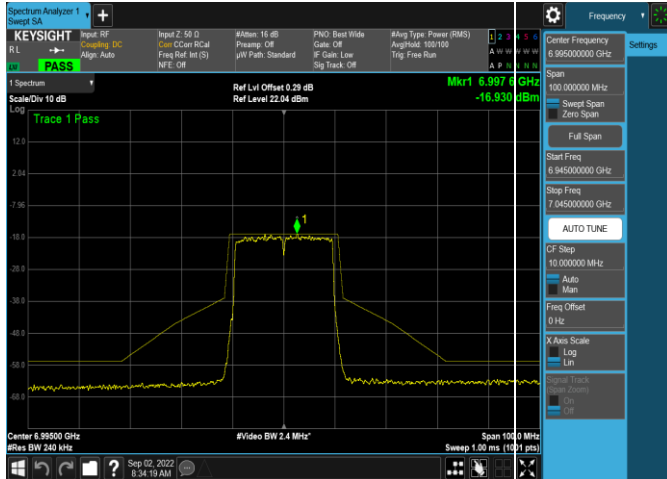 Spectrum Analyzer 1
Swept SA
KEYSIGHT
RL
PASS
Input: RF
Coupling: DC
Align: Auto
Input Z: 50 Ω
Corr CCorr RCal
Freq Ref: Int (S)
NFE: Off
#Atten: 16 dB
Preamp: Off
µW Path: Standard
PNO: Best Wide
Gate: Off
IF Gain: Low
Sig Track: Off
#Avg Type: Power (RMS)
Avg|Hold: 100/100
Trig: Free Run
1 2 3 4 5 6
A W W W W W
A P N N N N
1 Spectrum
Scale/Div 10 dB
Ref Lvl Offset 0.29 dB
Ref Level 22.04 dBm
Mkr1 6.997 6 GHz
-16.930 dBm
Log
Trace 1 Pass
12.0
2.04
-7.96
-18.0
-28.0
-38.0
-48.0
-58.0
-68.0
1
Center 6.99500 GHz
#Res BW 240 kHz
#Video BW 2.4 MHz*
Span 100.0 MHz
Sweep 1.00 ms (1001 pts)
Sep 02, 2022
8:34:19 AM
Frequency
Settings
Center Frequency
6.995000000 GHz
Span
100.000000 MHz
Swept Span
Zero Span
Full Span
Start Freq
6.945000000 GHz
Stop Freq
7.045000000 GHz
AUTO TUNE
CF Step
10.000000 MHz
Auto
Man
Freq Offset
0 Hz
X Axis Scale
Log
Lin
Signal Track
(Span Zoom)
On
Off